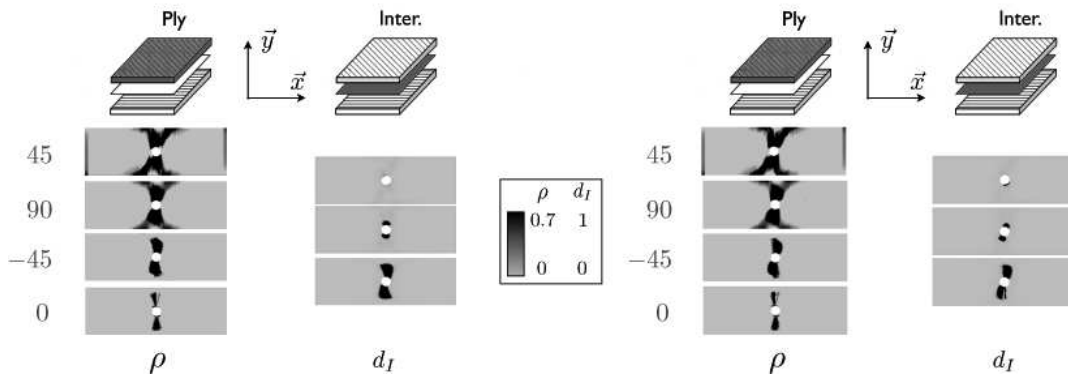 Ply Inter.
y⃗
x⃗
45
90
−45
0
ρ d_I
ρ d_I
0.7 1
0 0
Ply Inter.
y⃗
x⃗
45
90
−45
0
ρ d_I